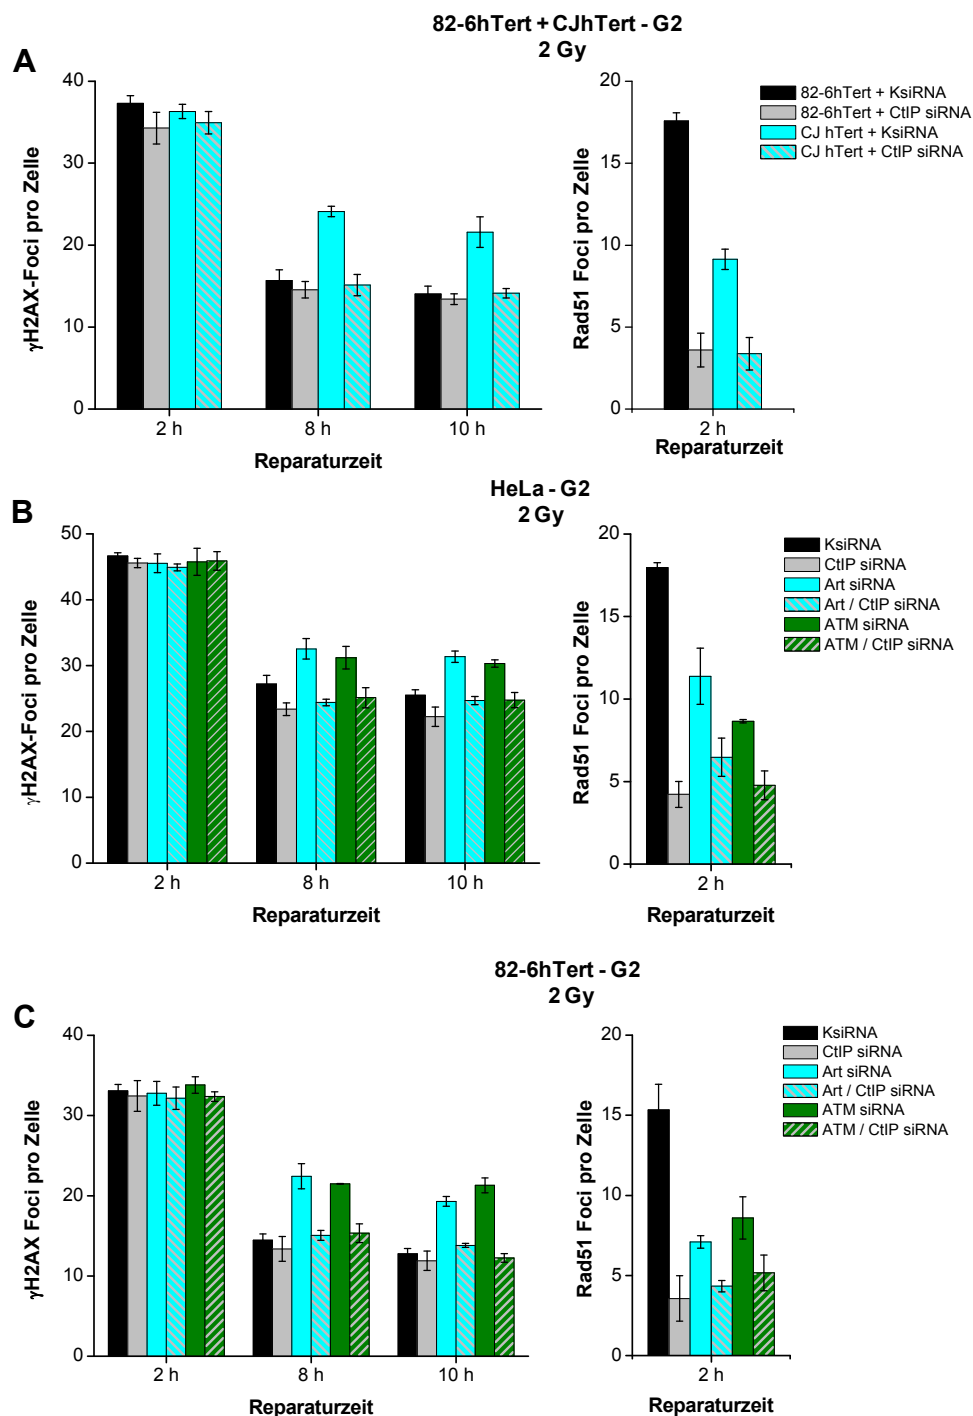 82-6hTert + CJhTert - G2
2 Gy
A
γH2AX-Foci pro Zelle
40
30
20
10
0
2 h
8 h
10 h
Reparaturzeit
Rad51 Foci pro Zelle
20
15
10
5
0
2 h
Reparaturzeit
82-6hTert + KsiRNA
82-6hTert + CtIP siRNA
CJ hTert + KsiRNA
CJ hTert + CtIP siRNA
HeLa - G2
2 Gy
B
γH2AX-Foci pro Zelle
50
40
30
20
10
0
2 h
8 h
10 h
Reparaturzeit
Rad51 Foci pro Zelle
20
15
10
5
0
2 h
Reparaturzeit
KsiRNA
CtIP siRNA
Art siRNA
Art / CtIP siRNA
ATM siRNA
ATM / CtIP siRNA
82-6hTert - G2
2 Gy
C
γH2AX Foci pro Zelle
40
30
20
10
0
2 h
8 h
10 h
Reparaturzeit
Rad51 Foci pro Zelle
20
15
10
5
0
2 h
Reparaturzeit
KsiRNA
CtIP siRNA
Art siRNA
Art / CtIP siRNA
ATM siRNA
ATM / CtIP siRNA